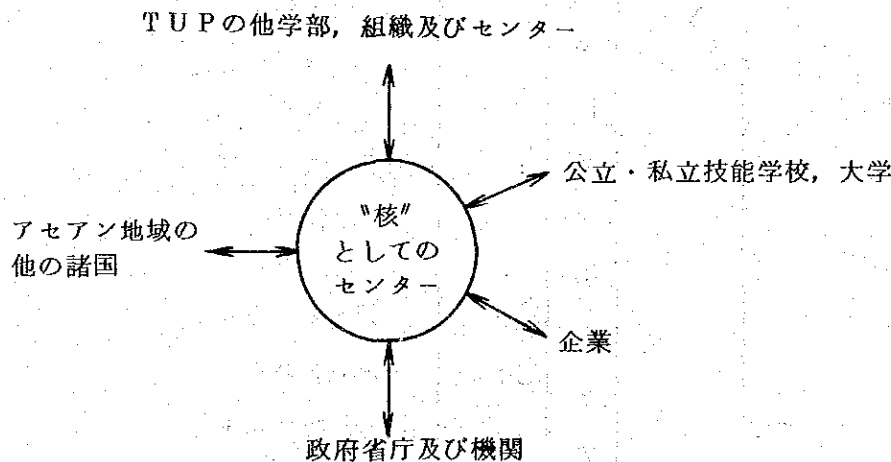 TUPの他学部,組織及びセンター
公立・私立技能学校,大学
“核”
としての
センター
アセアン地域の
他の諸国
企業
政府省庁及び機関